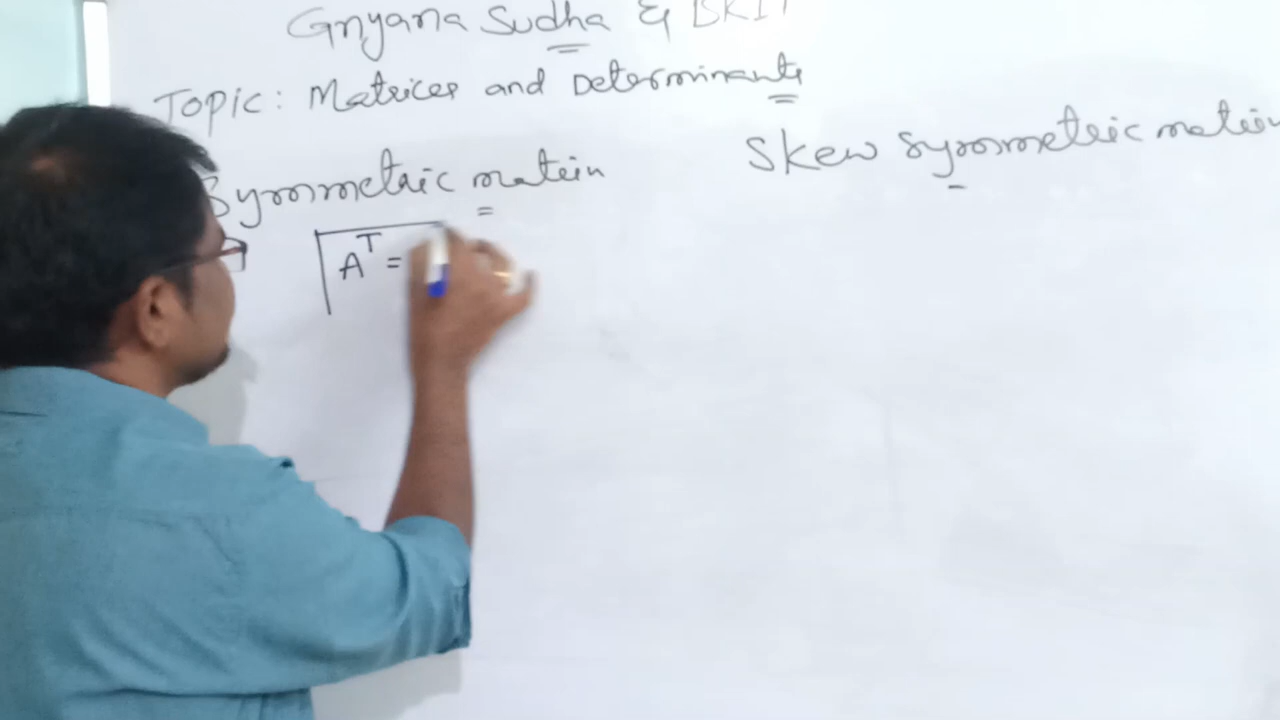 Gnyana Sudha & BKIT
Topic: Matrices and Determinants
Symmetric matrix
Skew symmetric matrix
A^T =